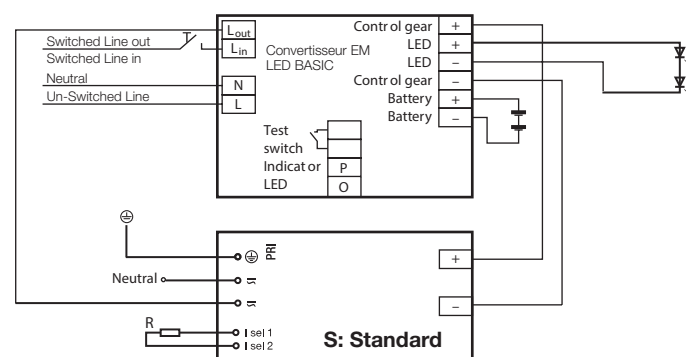 Switched Line out
Switched Line in
Neutral
Un-Switched Line
Lout
Lin
N
L
Convertisseur EM
LED BASIC
Test
switch
Indicator
LED
P
O
Control gear +
LED +
LED –
Control gear –
Battery +
Battery –
PRI
Neutral
R
I sel 1
I sel 2
+
–
S: Standard